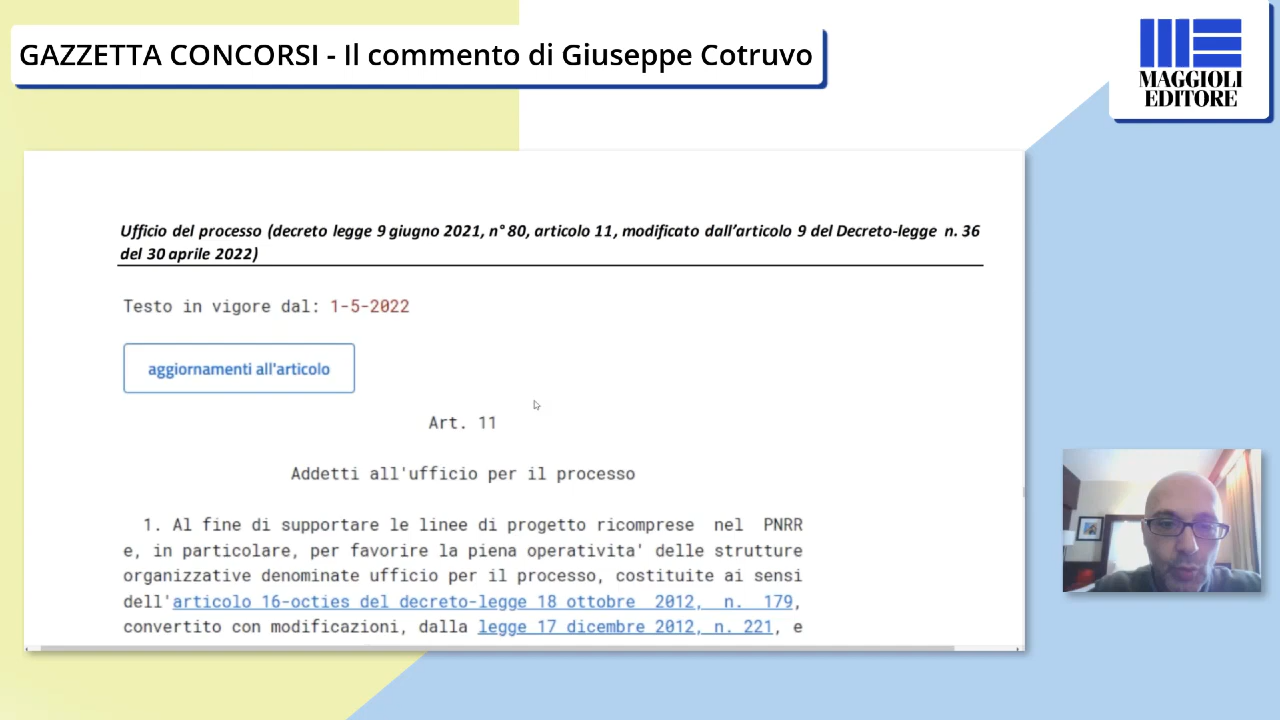 GAZZETTA CONCORSI - Il commento di Giuseppe Cotruvo
MAGGIOLI
EDITORE
Ufficio del processo (decreto legge 9 giugno 2021, n° 80, articolo 11, modificato dall’articolo 9 del Decreto-legge n. 36
del 30 aprile 2022)
Testo in vigore dal: 1-5-2022
aggiornamenti all'articolo
Art. 11
Addetti all'ufficio per il processo
1. Al fine di supportare le linee di progetto ricomprese nel PNRR
e, in particolare, per favorire la piena operativita' delle strutture
organizzative denominate ufficio per il processo, costituite ai sensi
dell'articolo 16-octies del decreto-legge 18 ottobre 2012, n. 179,
convertito con modificazioni, dalla legge 17 dicembre 2012, n. 221, e